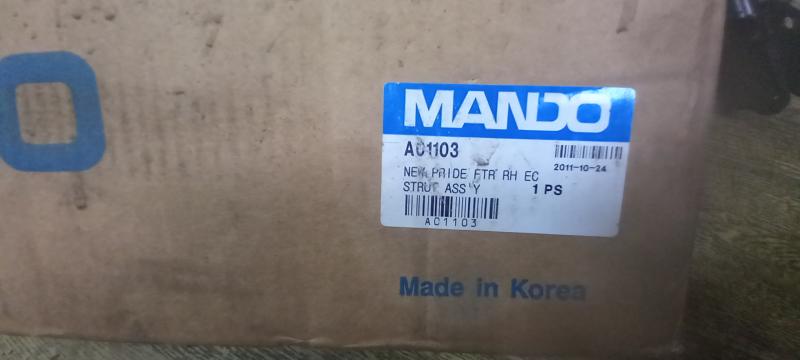 O
MANDO
A01103
2011-10-24
NEW PRIDE FTR RH EC
STRUT ASS'Y 1 PS
A01103
Made in Korea